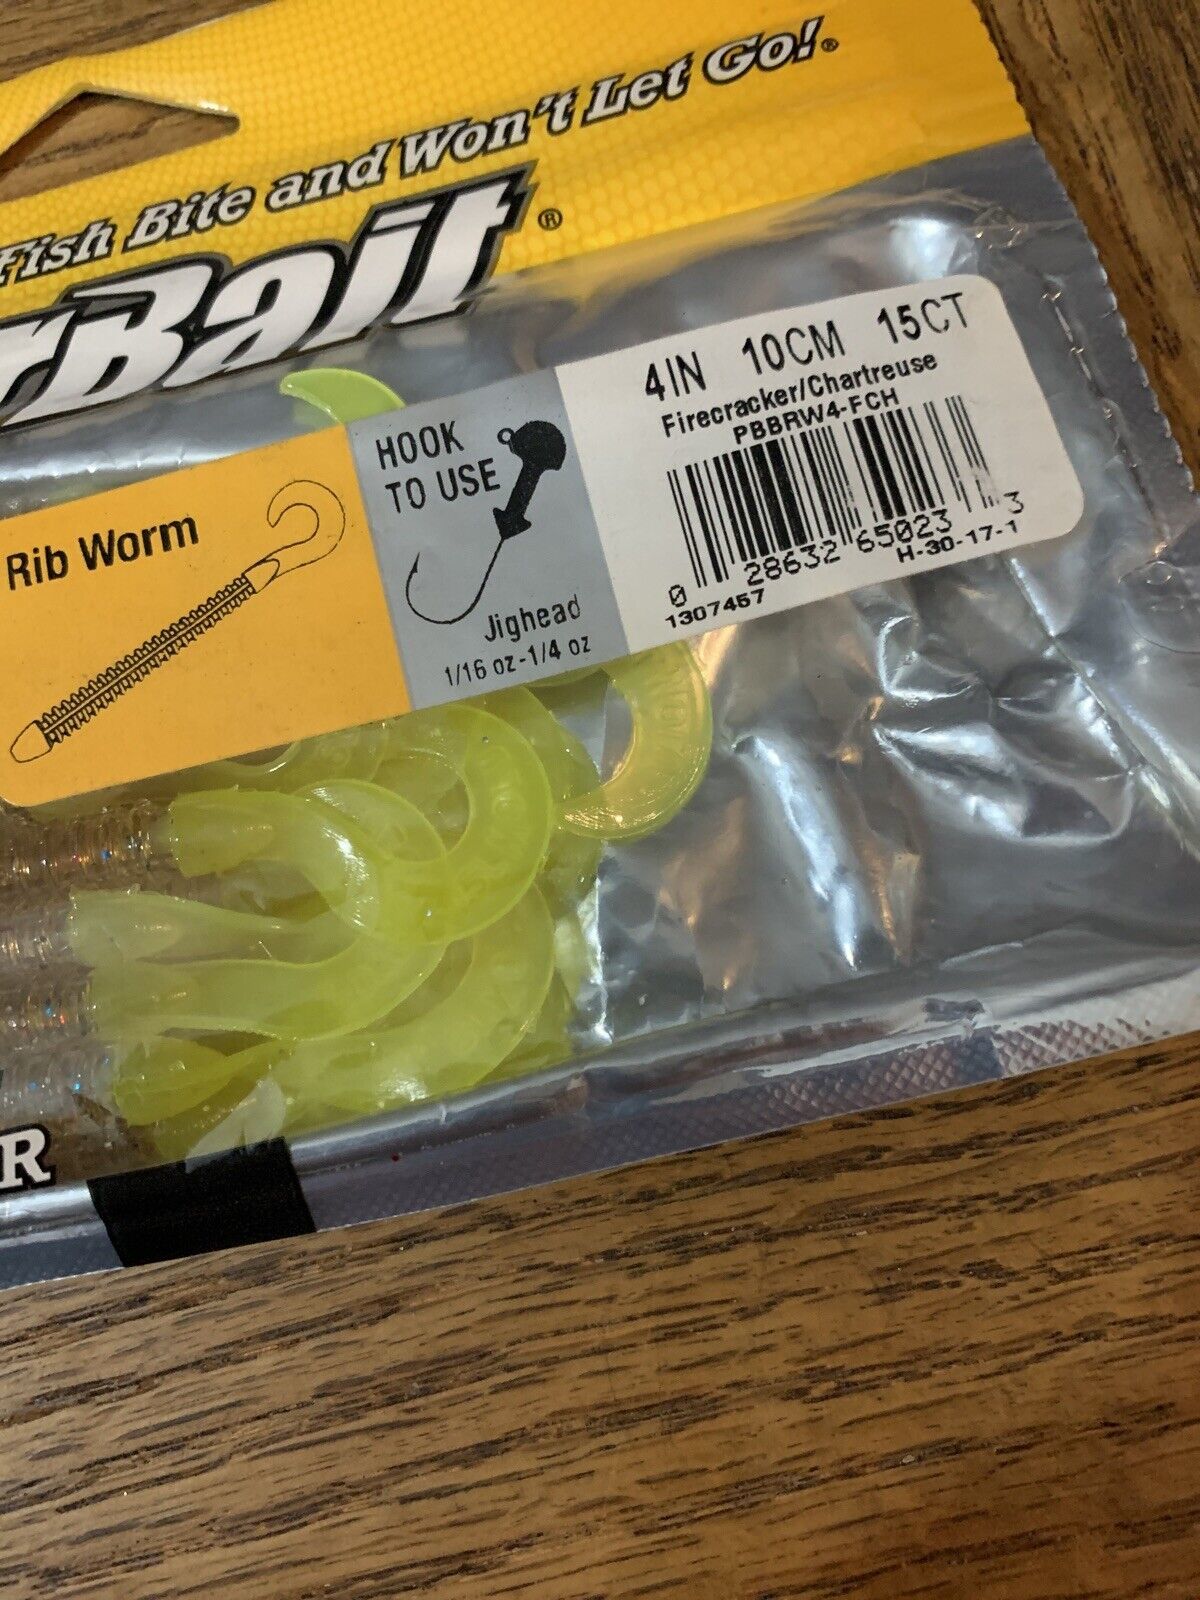 Fish Bite and Won't Let Go!®
rBait®
Rib Worm
HOOK
TO USE
Jighead
1/16 oz-1/4 oz
4IN 10CM 15CT
Firecracker/Chartreuse
PBBRW4-FCH
0 28632 65023 3
H-30-17-1
1307457
R